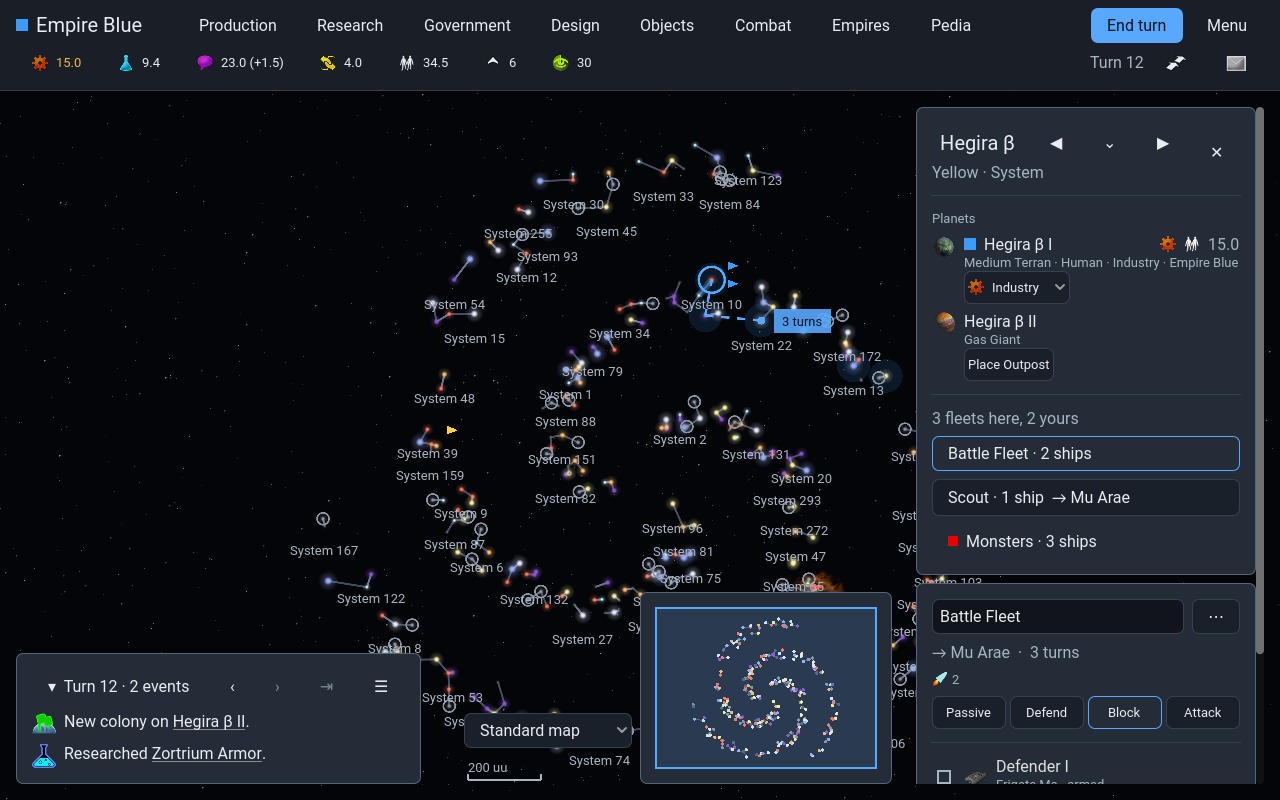 Empire Blue
Production
Research
Government
Design
Objects
Combat
Empires
Pedia
End turn
Menu
15.0
9.4
23.0 (+1.5)
4.0
34.5
6
30
Turn 12
System 123
System 33
System 84
System 30
System 45
System 255
System 93
System 12
System 54
System 10
System 15
System 34
3 turns
System 22
System 172
System 79
System 13
System 1
System 48
System 88
System 2
System 39
System 131
System 151
System 159
System 20
System 82
System 293
System 9
System 96
System 272
System 87
System 167
System 81
System 47
System 6
System 75
System 122
System 132
System 27
System 8
System 53
System 74
System 103
Hegira β
Yellow · System
Planets
Hegira β I
15.0
Medium Terran · Human · Industry · Empire Blue
Industry
Hegira β II
Gas Giant
Place Outpost
3 fleets here, 2 yours
Battle Fleet · 2 ships
Scout · 1 ship → Mu Arae
Monsters · 3 ships
Battle Fleet
→ Mu Arae · 3 turns
2
Passive
Defend
Block
Attack
Defender I
Turn 12 · 2 events
New colony on Hegira β II.
Researched Zortrium Armor.
Standard map
200 uu